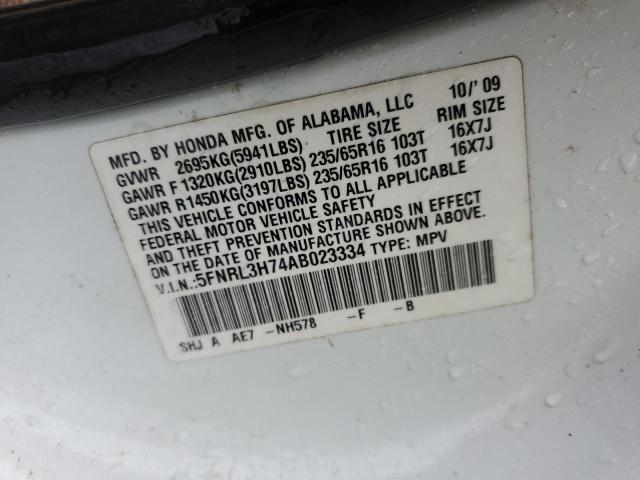 MFD. BY HONDA MFG. OF ALABAMA, LLC 10/'09
GVWR 2695KG(5941LBS) TIRE SIZE RIM SIZE
GAWR F 1320KG(2910LBS) 235/65R16 103T 16X7J
GAWR R 1450KG(3197LBS) 235/65R16 103T 16X7J
THIS VEHICLE CONFORMS TO ALL APPLICABLE
FEDERAL MOTOR VEHICLE SAFETY
AND THEFT PREVENTION STANDARDS IN EFFECT
ON THE DATE OF MANUFACTURE SHOWN ABOVE.
V.I.N.:5FNRL3H74AB023334 TYPE: MPV
SHJ A AE7 -NH578 -F -B